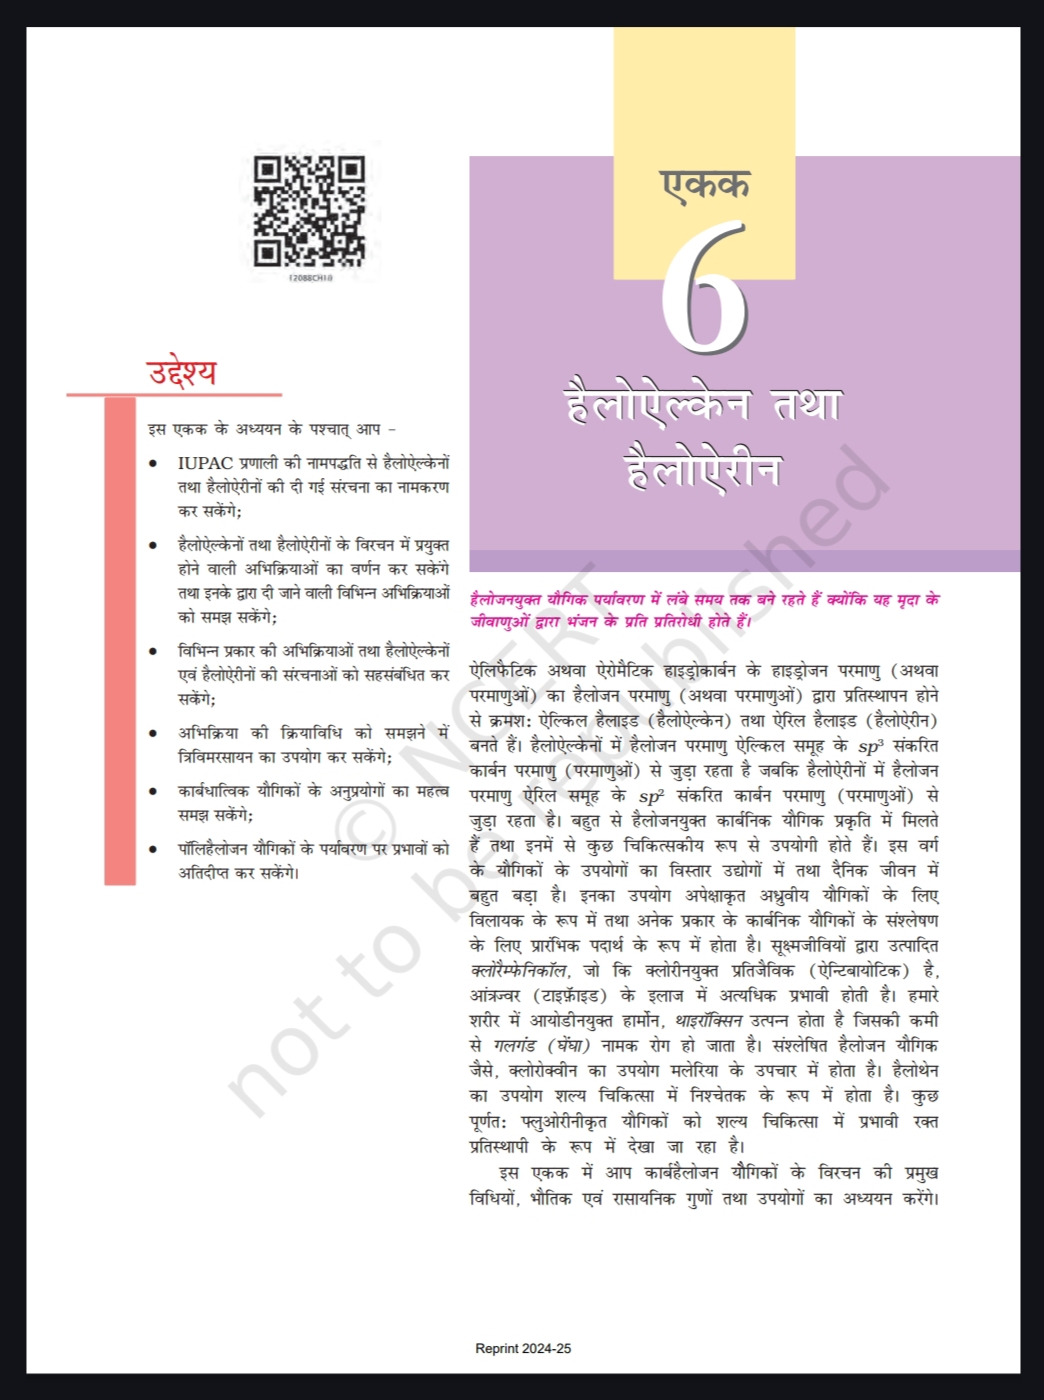 12088CH10
एकक
6
हैलोऐल्केन तथा
हैलोऐरीन
उद्देश्य
इस एकक के अध्ययन के पश्चात् आप –
• IUPAC प्रणाली की नामपद्धति से हैलोऐल्केनों
तथा हैलोऐरीनों की दी गई संरचना का नामकरण
कर सकेंगे;
• हैलोऐल्केनों तथा हैलोऐरीनों के विरचन में प्रयुक्त
होने वाली अभिक्रियाओं का वर्णन कर सकेंगे
तथा इनके द्वारा दी जाने वाली विभिन्न अभिक्रियाओं
को समझ सकेंगे;
• विभिन्न प्रकार की अभिक्रियाओं तथा हैलोऐल्केनों
एवं हैलोऐरीनों की संरचनाओं को सहसंबंधित कर
सकेंगे;
• अभिक्रिया की क्रियाविधि को समझने में
त्रिविमरसायन का उपयोग कर सकेंगे;
• कार्बधात्विक यौगिकों के अनुप्रयोगों का महत्व
समझ सकेंगे;
• पॉलिहैलोजन यौगिकों के पर्यावरण पर प्रभावों को
अतिदीप्त कर सकेंगे।
हैलोजनयुक्त यौगिक पर्यावरण में लंबे समय तक बने रहते हैं क्योंकि यह मृदा के
जीवाणुओं द्वारा भंजन के प्रति प्रतिरोधी होते हैं।
ऐलिफैटिक अथवा ऐरोमैटिक हाइड्रोकार्बन के हाइड्रोजन परमाणु (अथवा
परमाणुओं) का हैलोजन परमाणु (अथवा परमाणुओं) द्वारा प्रतिस्थापन होने
से क्रमश: ऐल्किल हैलाइड (हैलोऐल्केन) तथा ऐरिल हैलाइड (हैलोऐरीन)
बनते हैं। हैलोऐल्केनों में हैलोजन परमाणु ऐल्किल समूह के sp³ संकरित
कार्बन परमाणु (परमाणुओं) से जुड़ा रहता है जबकि हैलोऐरीनों में हैलोजन
परमाणु ऐरिल समूह के sp² संकरित कार्बन परमाणु (परमाणुओं) से
जुड़ा रहता है। बहुत से हैलोजनयुक्त कार्बनिक यौगिक प्रकृति में मिलते
हैं तथा इनमें से कुछ चिकित्सकीय रूप से उपयोगी होते हैं। इस वर्ग
के यौगिकों के उपयोगों का विस्तार उद्योगों में तथा दैनिक जीवन में
बहुत बड़ा है। इनका उपयोग अपेक्षाकृत अध्रुवीय यौगिकों के लिए
विलायक के रूप में तथा अनेक प्रकार के कार्बनिक यौगिकों के संश्लेषण
के लिए प्रारंभिक पदार्थ के रूप में होता है। सूक्ष्मजीवियों द्वारा उत्पादित
क्लोरैम्फेनिकॉल, जो कि क्लोरीनयुक्त प्रतिजैविक (ऐन्टिबायोटिक) है,
आंत्रज्वर (टाइफ़ॉइड) के इलाज में अत्यधिक प्रभावी होती है। हमारे
शरीर में आयोडीनयुक्त हार्मोन, थाइरॉक्सिन उत्पन्न होता है जिसकी कमी
से गलगंड (घेंघा) नामक रोग हो जाता है। संश्लेषित हैलोजन यौगिक
जैसे, क्लोरोक्वीन का उपयोग मलेरिया के उपचार में होता है। हैलोथेन
का उपयोग शल्य चिकित्सा में निश्चेतक के रूप में होता है। कुछ
पूर्णत: फ्लुओरीनीकृत यौगिकों को शल्य चिकित्सा में प्रभावी रक्त
प्रतिस्थापी के रूप में देखा जा रहा है।
इस एकक में आप कार्बहैलोजन यौगिकों के विरचन की प्रमुख
विधियों, भौतिक एवं रासायनिक गुणों तथा उपयोगों का अध्ययन करेंगे।
© NCERT
not to be republished
Reprint 2024-25